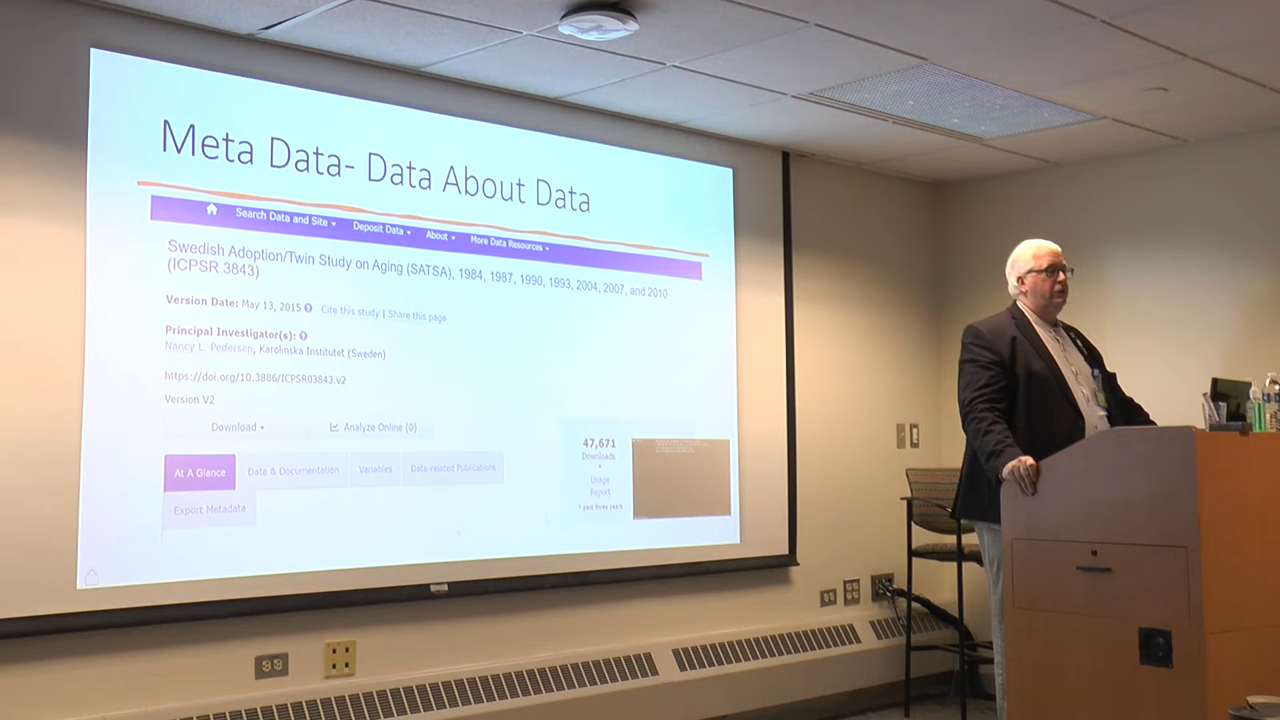 Meta Data- Data About Data
Search Data and Site
Deposit Data
About
More Data Resources
Swedish Adoption/Twin Study on Aging (SATSA), 1984, 1987, 1990, 1993, 2004, 2007, and 2010
(ICPSR 3843)
Version Date: May 13, 2015
Cite this study | Share this page
Principal Investigator(s):
Nancy L. Pedersen, Karolinska Institutet (Sweden)
https://doi.org/10.3886/ICPSR03843.v2
Version V2
Download
Analyze Online (0)
47,671
Downloads
*
Usage
Report
* past three years
At A Glance
Data & Documentation
Variables
Data-related Publications
Export Metadata